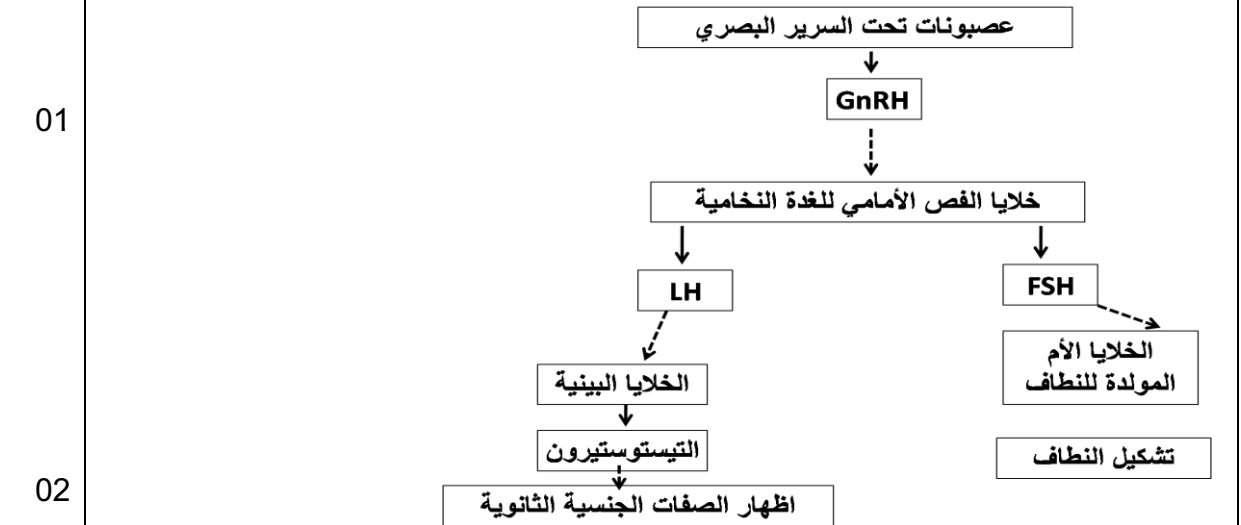 عصبونات تحت السرير البصري
GnRH
01
خلايا الفص الأمامي للغدة النخامية
FSH
LH
الخلايا الأم
المولدة للنطاف
الخلايا البينية
التيستوستيرون
تشكيل النطاف
02
اظهار الصفات الجنسية الثانوية